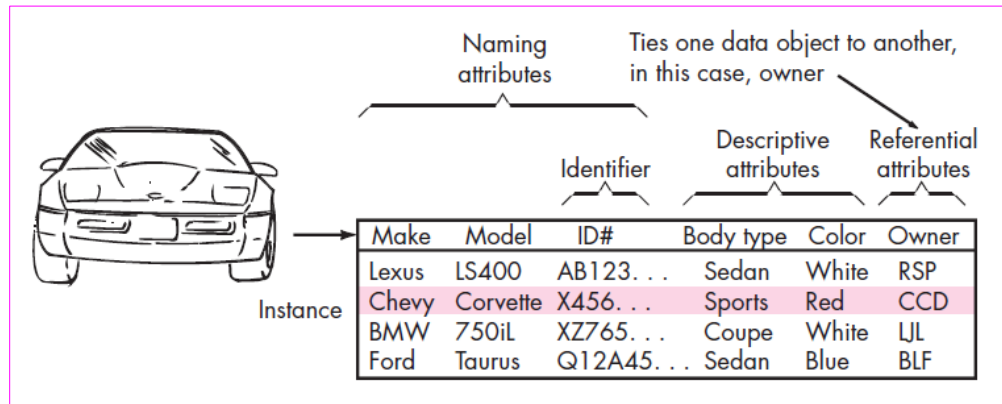 Naming
attributes
Ties one data object to another,
in this case, owner
Identifier
Descriptive
attributes
Referential
attributes
Make Model ID# Body type Color Owner
Lexus LS400 AB123. . . Sedan White RSP
Instance
Chevy Corvette X456. . . Sports Red CCD
BMW 750iL XZ765. . . Coupe White LJL
Ford Taurus Q12A45. . . Sedan Blue BLF